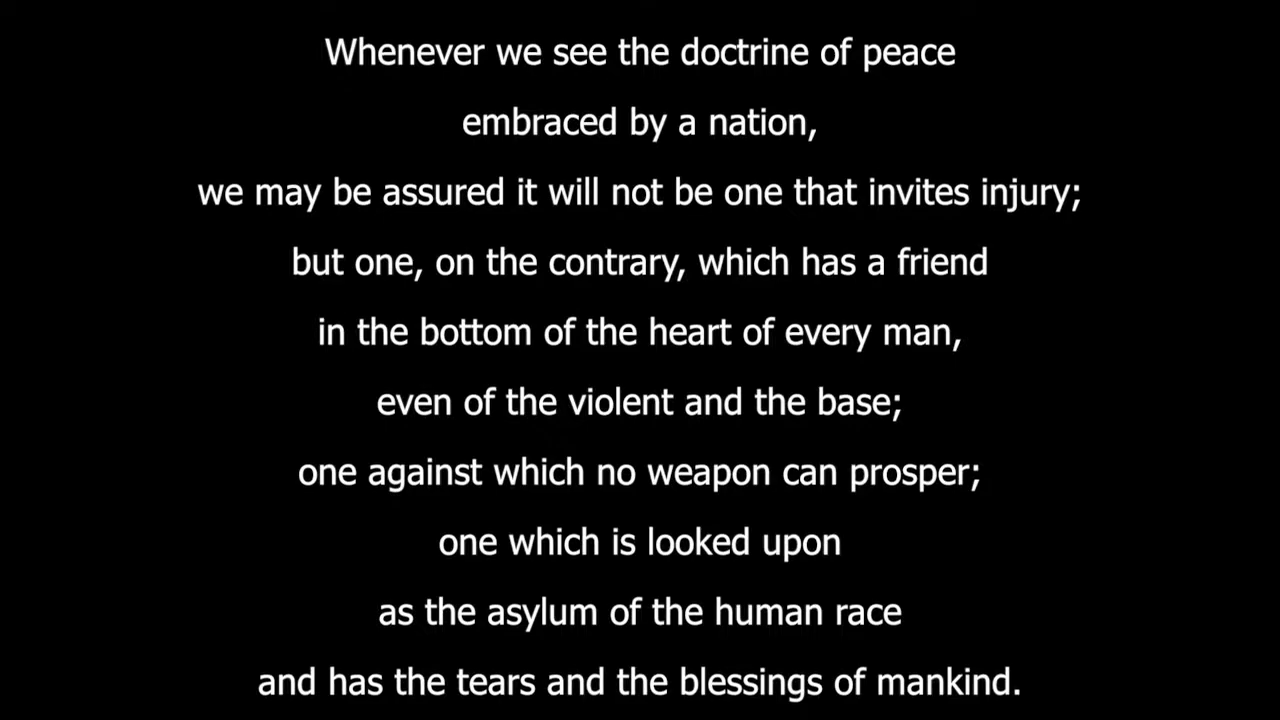 Whenever we see the doctrine of peace
embraced by a nation,
we may be assured it will not be one that invites injury;
but one, on the contrary, which has a friend
in the bottom of the heart of every man,
even of the violent and the base;
one against which no weapon can prosper;
one which is looked upon
as the asylum of the human race
and has the tears and the blessings of mankind.